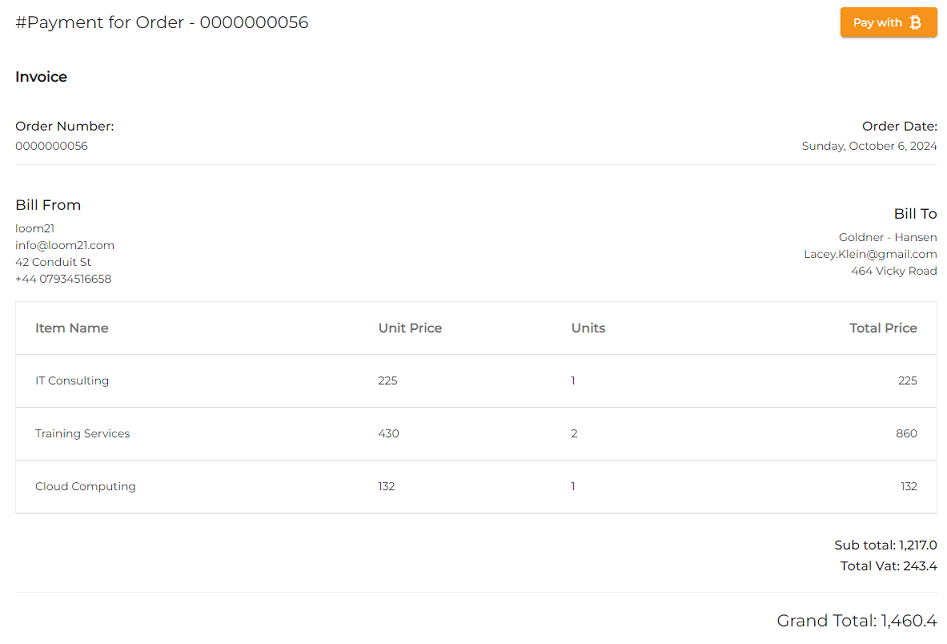 #Payment for Order - 0000000056
Pay with ₿
Invoice
Order Number:
0000000056
Order Date:
Sunday, October 6, 2024
Bill From
loom21
info@loom21.com
42 Conduit St
+44 07934516658
Bill To
Goldner - Hansen
Lacey.Klein@gmail.com
464 Vicky Road
Item Name Unit Price Units Total Price
IT Consulting 225 1 225
Training Services 430 2 860
Cloud Computing 132 1 132
Sub total: 1,217.0
Total Vat: 243.4
Grand Total: 1,460.4